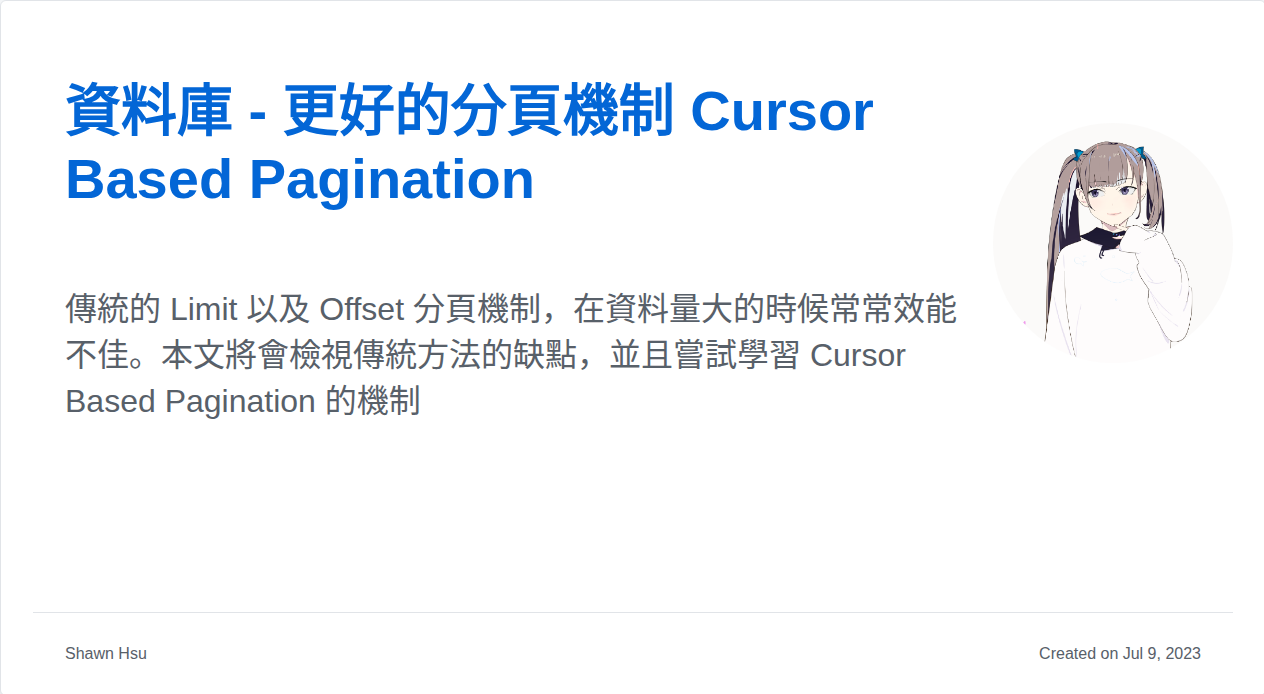 資料庫 - 更好的分頁機制 Cursor
Based Pagination
傳統的 Limit 以及 Offset 分頁機制，在資料量大的時候常常效能
不佳。本文將會檢視傳統方法的缺點，並且嘗試學習 Cursor
Based Pagination 的機制
Shawn Hsu
Created on Jul 9, 2023